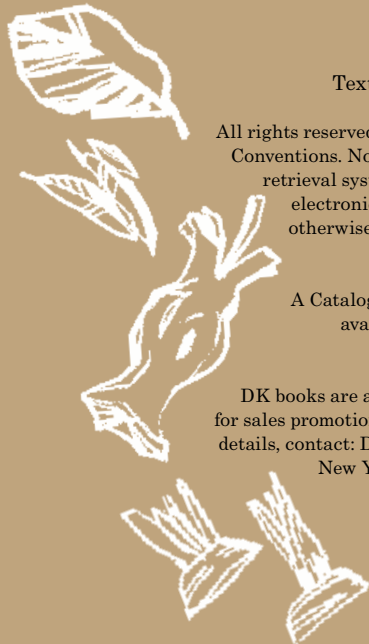 Tex
All rights reserved
Conventions. No
retrieval sys
electroni
otherwise
A Catalog
ava
DK books are a
for sales promotio
details, contact: D
New Y